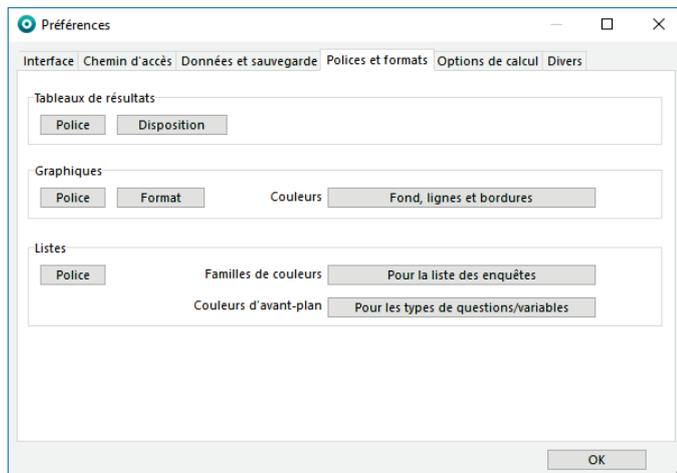 Préférences
Interface Chemin d'accès Données et sauvegarde Polices et formats Options de calcul Divers
Tableaux de résultats
Police Disposition
Graphiques
Police Format Couleurs Fond, lignes et bordures
Listes
Police Familles de couleurs Pour la liste des enquêtes
Couleurs d'avant-plan Pour les types de questions/variables
OK